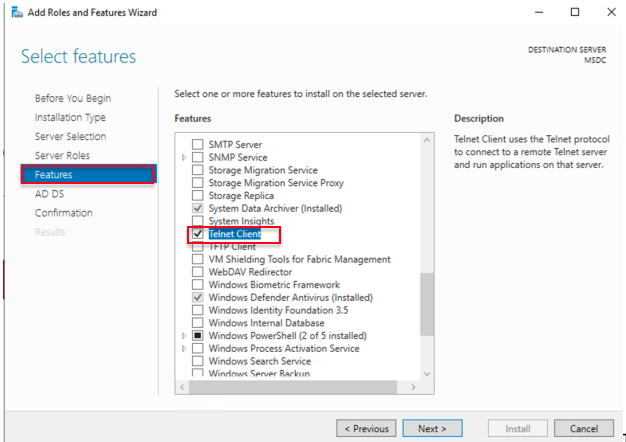 Add Roles and Features Wizard
Select features
DESTINATION SERVER
MSDC
Before You Begin
Installation Type
Server Selection
Server Roles
Features
AD DS
Confirmation
Results
Select one or more features to install on the selected server.
Features
SMTP Server
SNMP Service
Storage Migration Service
Storage Migration Service Proxy
Storage Replica
System Data Archiver (Installed)
System Insights
Telnet Client
TFTP Client
VM Shielding Tools for Fabric Management
WebDAV Redirector
Windows Biometric Framework
Windows Defender Antivirus (Installed)
Windows Identity Foundation 3.5
Windows Internal Database
Windows PowerShell (2 of 5 installed)
Windows Process Activation Service
Windows Search Service
Windows Server Backup
Description
Telnet Client uses the Telnet protocol
to connect to a remote Telnet server
and run applications on that server.
< Previous
Next >
Install
Cancel